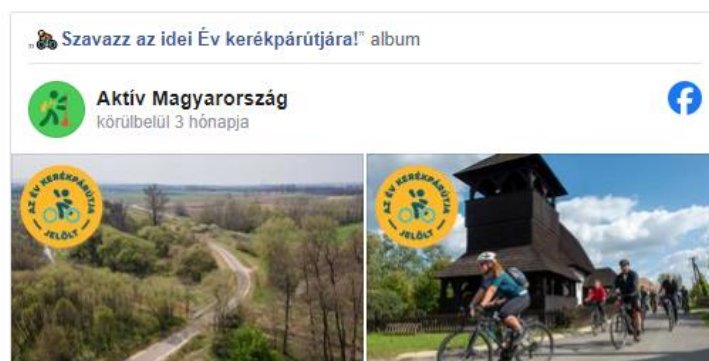 „🚴 Szavazz az idei Év kerékpárútjára!” album
Aktív Magyarország
körülbelül 3 hónapja
AZ ÉV KERÉKPÁRÚTJA
JELÖLT
AZ ÉV KERÉKPÁRÚTJA
JELÖLT